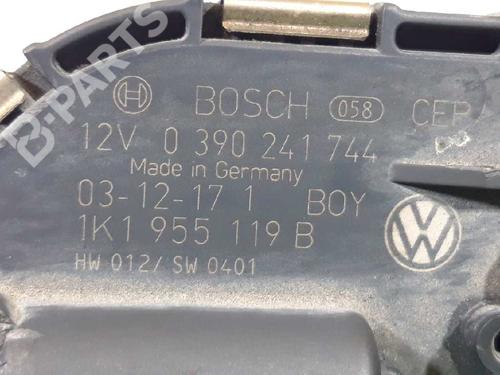 BOSCH 058 CEP
12V 0 390 241 744
Made in Germany
03-12-17 1 BOY
1K1 955 119 B
HW 012/ SW 0401
B-PARTS